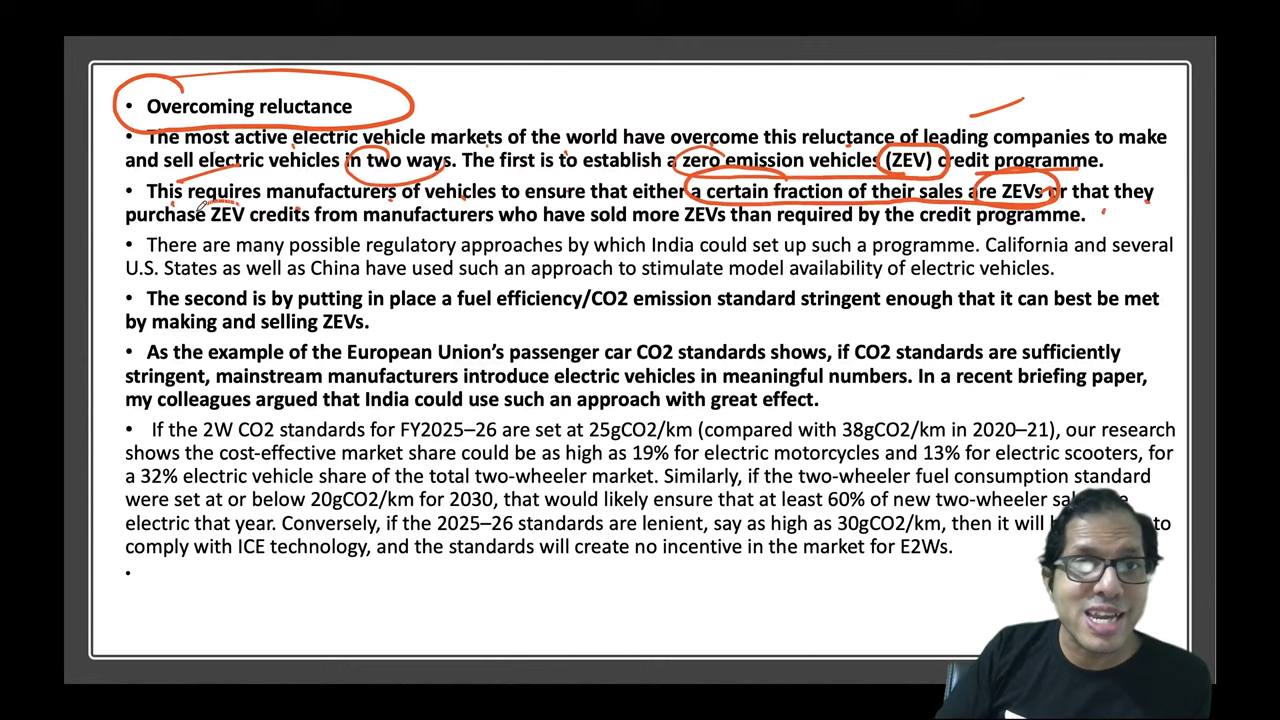 • Overcoming reluctance
• The most active electric vehicle markets of the world have overcome this reluctance of leading companies to make
and sell electric vehicles in two ways. The first is to establish a zero emission vehicles (ZEV) credit programme.
• This requires manufacturers of vehicles to ensure that either a certain fraction of their sales are ZEVs or that they
purchase ZEV credits from manufacturers who have sold more ZEVs than required by the credit programme.
• There are many possible regulatory approaches by which India could set up such a programme. California and several
U.S. States as well as China have used such an approach to stimulate model availability of electric vehicles.
• The second is by putting in place a fuel efficiency/CO2 emission standard stringent enough that it can best be met
by making and selling ZEVs.
• As the example of the European Union's passenger car CO2 standards shows, if CO2 standards are sufficiently
stringent, mainstream manufacturers introduce electric vehicles in meaningful numbers. In a recent briefing paper,
my colleagues argued that India could use such an approach with great effect.
• If the 2W CO2 standards for FY2025–26 are set at 25gCO2/km (compared with 38gCO2/km in 2020–21), our research
shows the cost-effective market share could be as high as 19% for electric motorcycles and 13% for electric scooters, for
a 32% electric vehicle share of the total two-wheeler market. Similarly, if the two-wheeler fuel consumption standard
were set at or below 20gCO2/km for 2030, that would likely ensure that at least 60% of new two-wheeler
electric that year. Conversely, if the 2025–26 standards are lenient, say as high as 30gCO2/km, then it will to
comply with ICE technology, and the standards will create no incentive in the market for E2Ws.
•